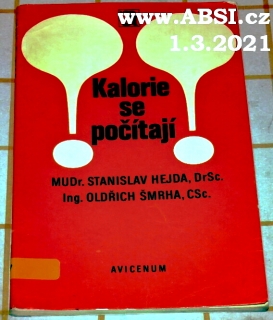 www.ABSI.cz
1.3.2021
Kalorie
se
počítají
MUDr. STANISLAV HEJDA, DrSc.
Ing. OLDŘICH ŠMRHA, CSc.
AVICENUM